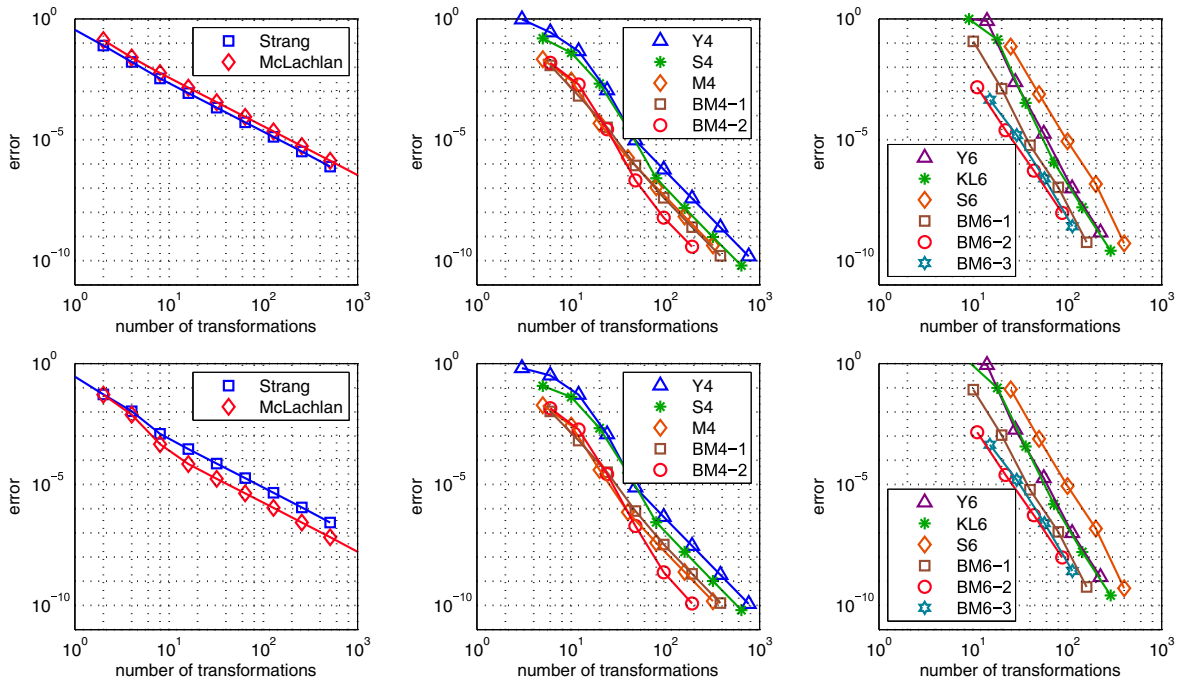 10^0
10^-5
10^-10
error
10^0
10^1
10^2
10^3
number of transformations
Strang
McLachlan
10^0
10^-5
10^-10
error
10^0
10^1
10^2
10^3
number of transformations
Y4
S4
M4
BM4−1
BM4−2
10^0
10^-5
10^-10
error
10^0
10^1
10^2
10^3
number of transformations
Y6
KL6
S6
BM6−1
BM6−2
BM6−3
10^0
10^-5
10^-10
error
10^0
10^1
10^2
10^3
number of transformations
Strang
McLachlan
10^0
10^-5
10^-10
error
10^0
10^1
10^2
10^3
number of transformations
Y4
S4
M4
BM4−1
BM4−2
10^0
10^-5
10^-10
error
10^0
10^1
10^2
10^3
number of transformations
Y6
KL6
S6
BM6−1
BM6−2
BM6−3